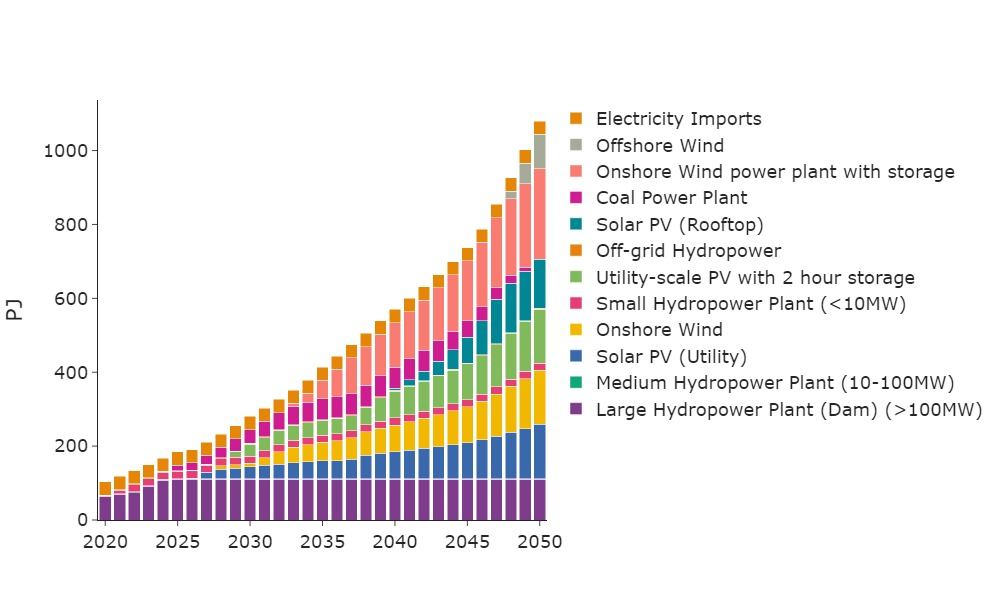 PJ
1000
800
600
400
200
0
2020 2025 2030 2035 2040 2045 2050
Electricity Imports
Offshore Wind
Onshore Wind power plant with storage
Coal Power Plant
Solar PV (Rooftop)
Off-grid Hydropower
Utility-scale PV with 2 hour storage
Small Hydropower Plant (<10MW)
Onshore Wind
Solar PV (Utility)
Medium Hydropower Plant (10-100MW)
Large Hydropower Plant (Dam) (>100MW)